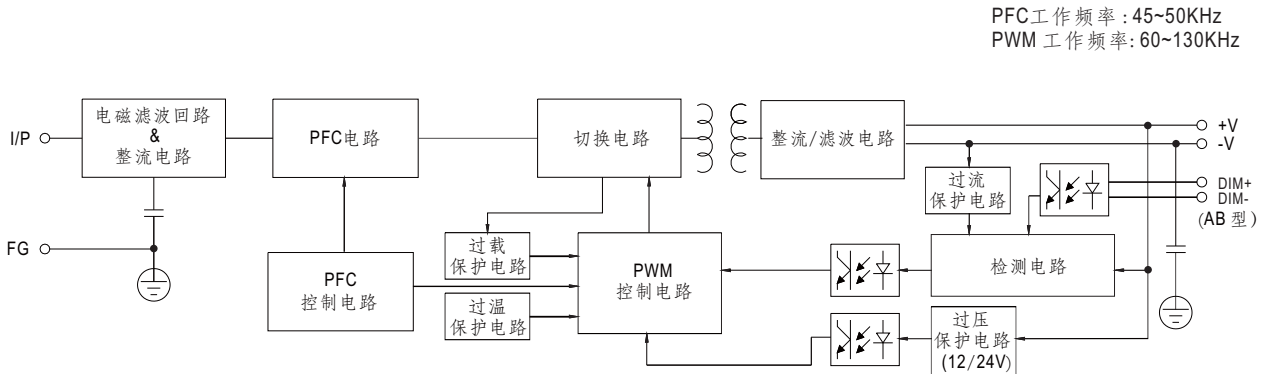 PFC工作频率：45~50KHz
PWM 工作频率：60~130KHz
I/P
电磁滤波回路
&
整流电路
PFC电路
切换电路
整流/滤波电路
+V
-V
过流
保护电路
DIM+
DIM-
(AB 型)
FG
过载
保护电路
PFC
控制电路
PWM
控制电路
检测电路
过温
保护电路
过压
保护电路
(12/24V)